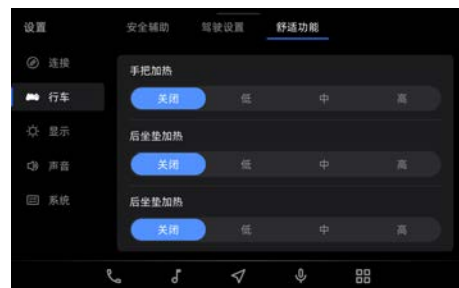 设置
安全辅助 驾驶设置 舒适功能
连接
行车
显示
声音
系统
手把加热
关闭 低 中 高
后坐垫加热
关闭 低 中 高
后坐垫加热
关闭 低 中 高